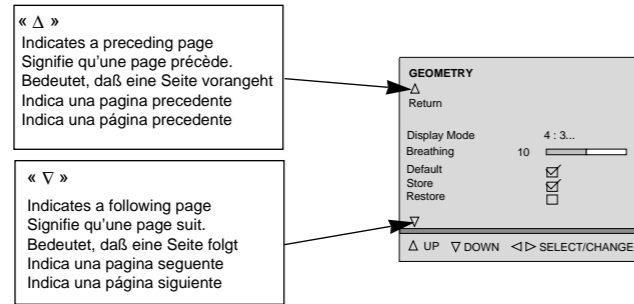 « Δ »
Indicates a preceding page
Signifie qu'une page précède.
Bedeutet, daß eine Seite vorangeht
Indica una pagina precedente
Indica una página precedente
« ∇ »
Indicates a following page
Signifie qu'une page suit.
Bedeutet, daß eine Seite folgt
Indica una pagina seguente
Indica una página siguiente
GEOMETRY
Δ
Return
Display Mode 4 : 3...
Breathing 10
Default
Store
Restore
∇
Δ UP ∇ DOWN ◁ ▷ SELECT/CHANGE